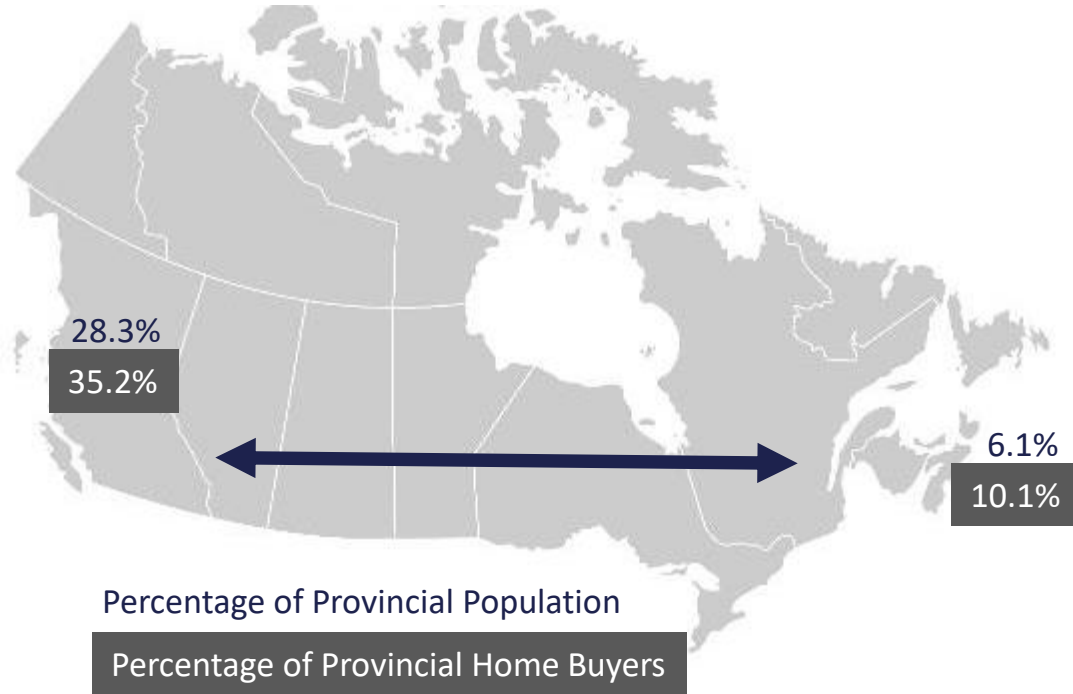 28.3%
35.2%
6.1%
10.1%
Percentage of Provincial Population
Percentage of Provincial Home Buyers